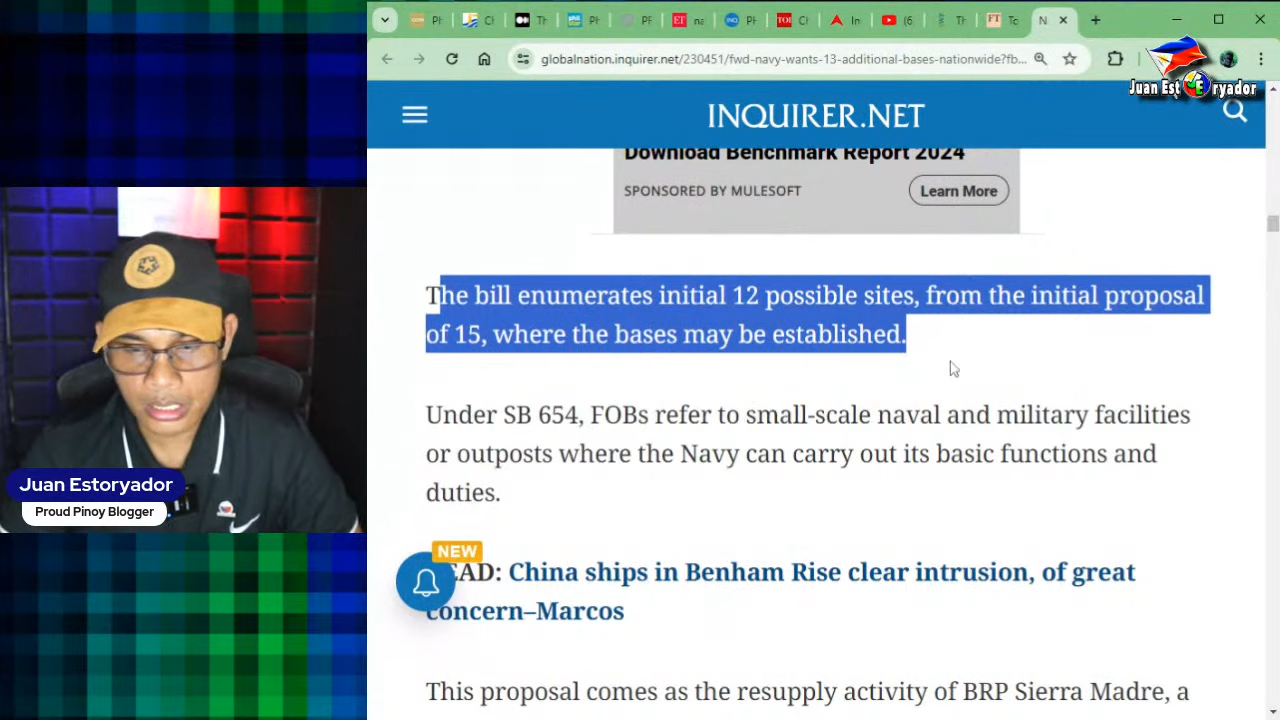 globalnation.inquirer.net/230451/fwd-navy-wants-13-additional-bases-nationwide?fb...
Juan Est ryador
INQUIRER.NET
Download Benchmark Report 2024
SPONSORED BY MULESOFT
Learn More
The bill enumerates initial 12 possible sites, from the initial proposal
of 15, where the bases may be established.
Under SB 654, FOBs refer to small-scale naval and military facilities
or outposts where the Navy can carry out its basic functions and
duties.
NEW
EAD: China ships in Benham Rise clear intrusion, of great
concern–Marcos
This proposal comes as the resupply activity of BRP Sierra Madre, a
Juan Estoryador
Proud Pinoy Blogger